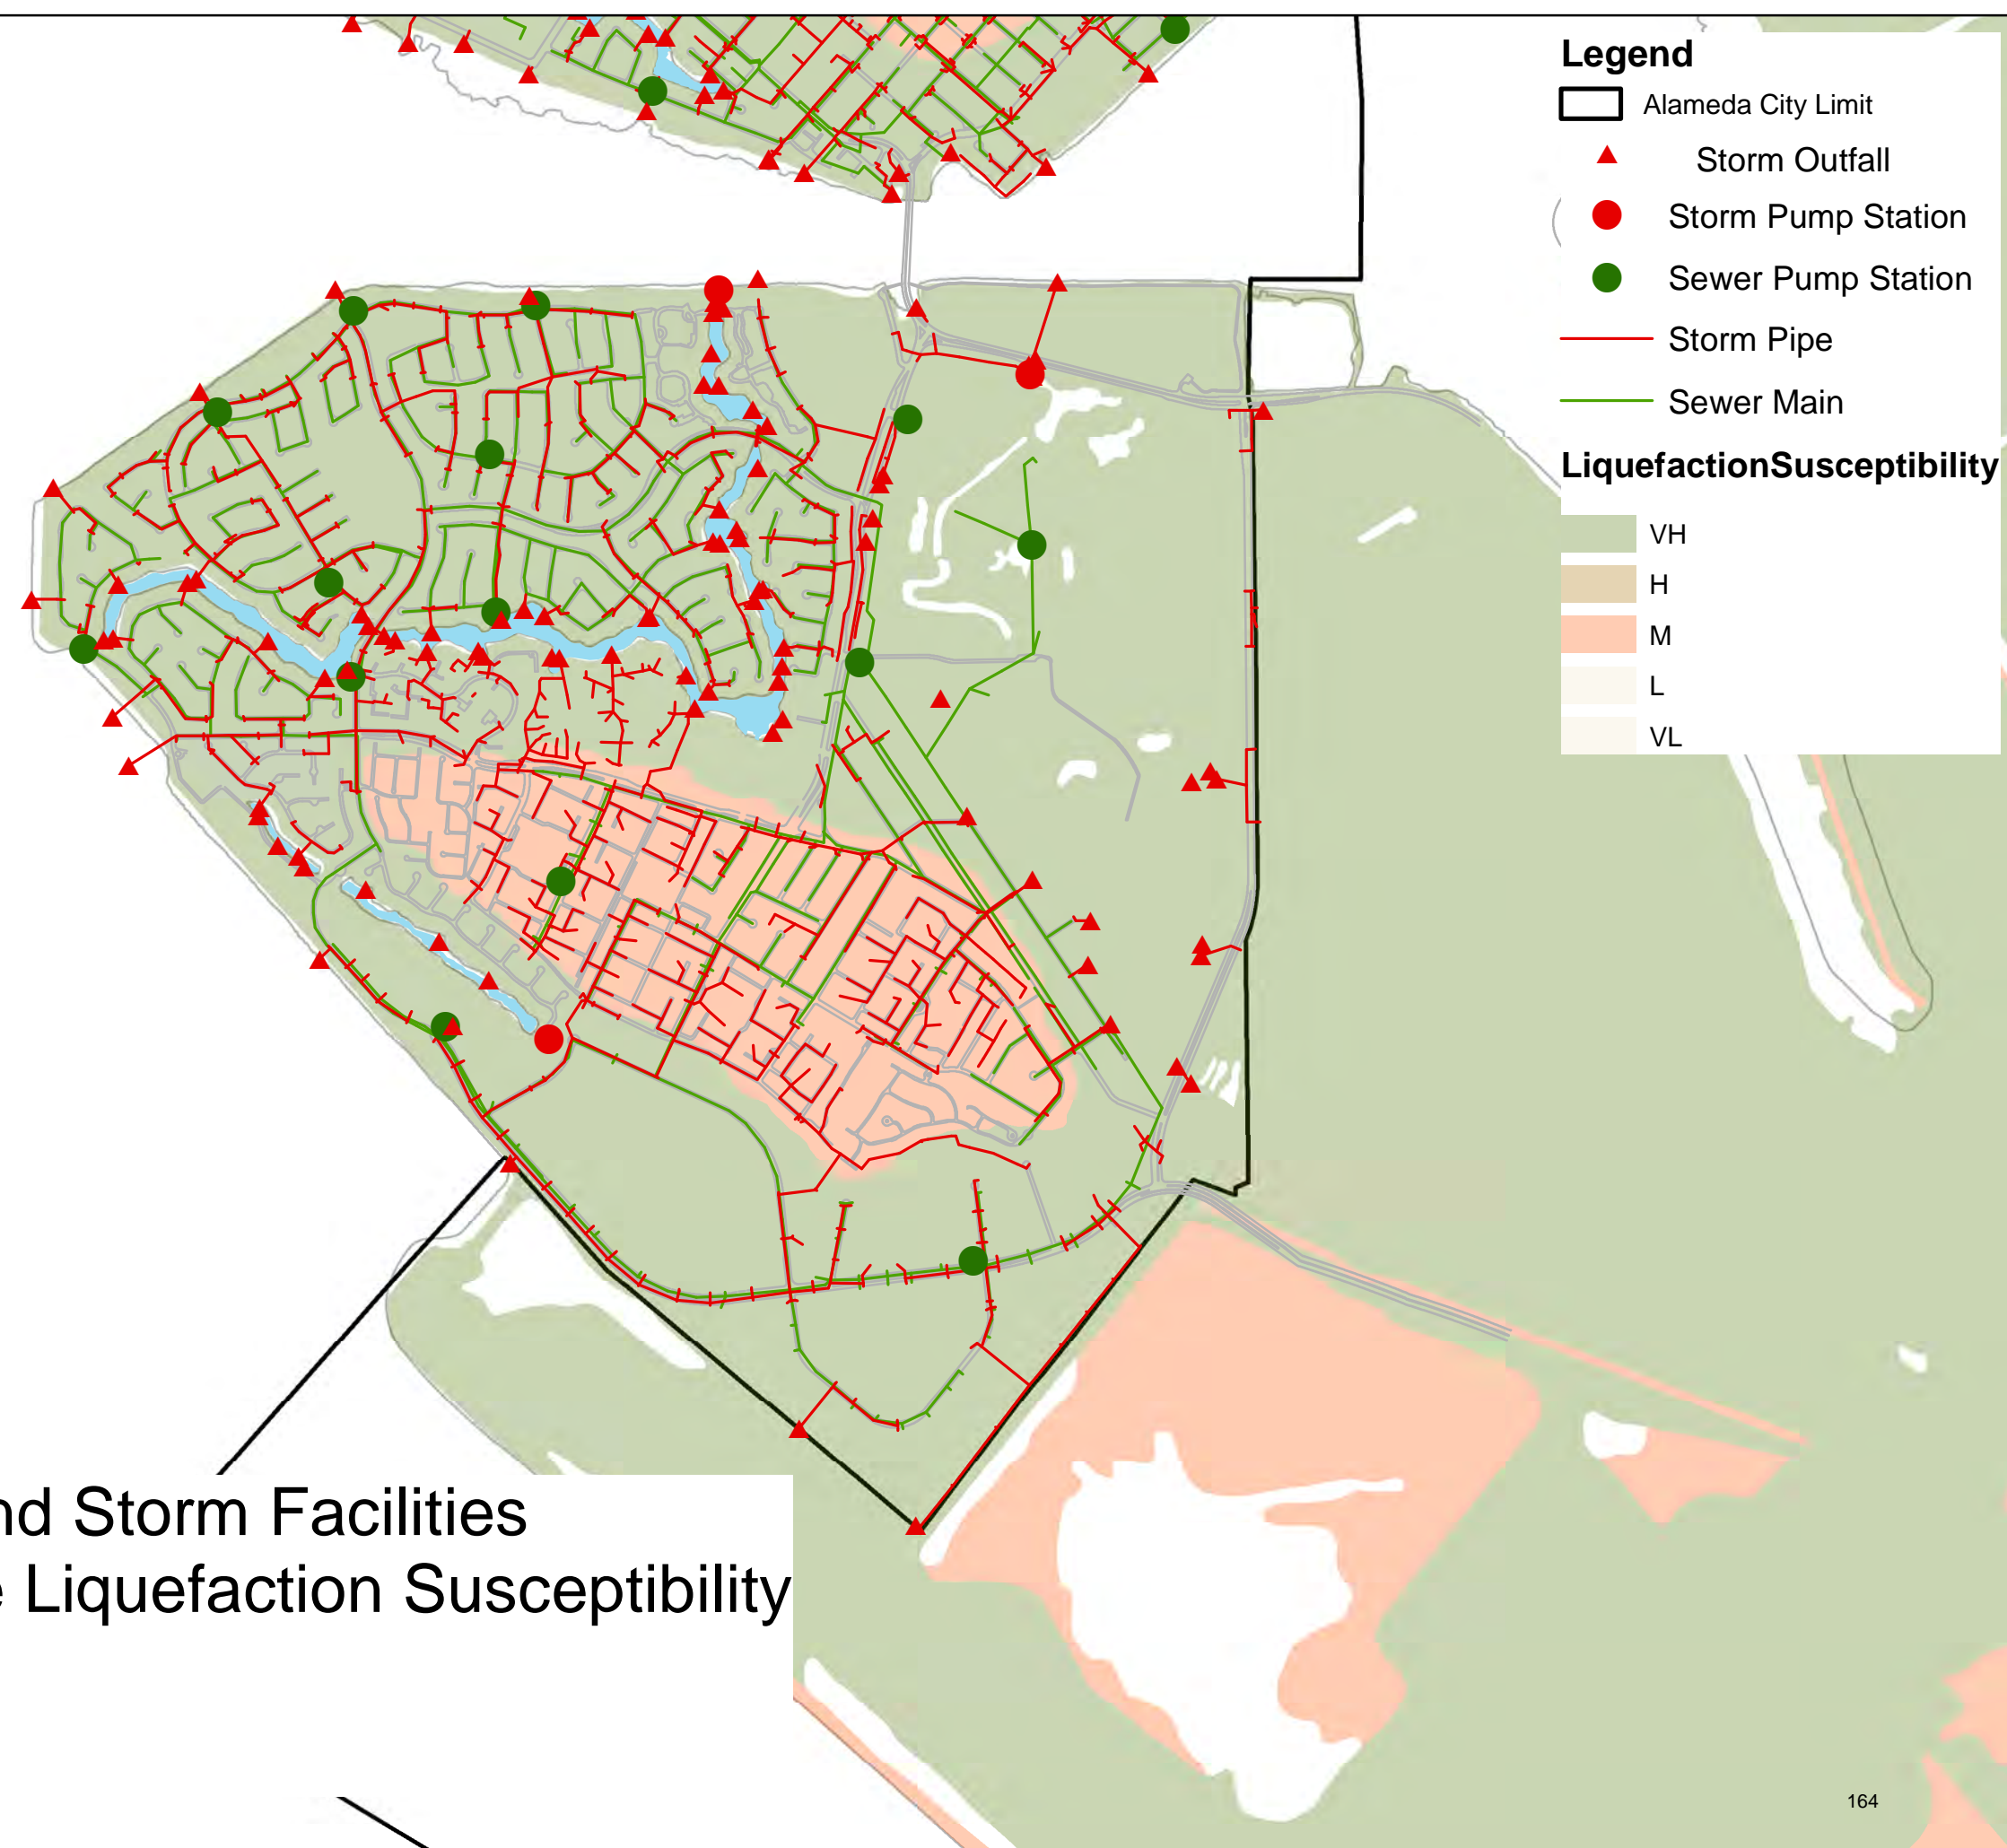 Legend
Alameda City Limit
Storm Outfall
Storm Pump Station
Sewer Pump Station
Storm Pipe
Sewer Main
LiquefactionSusceptibility
VH
H
M
L
VL
nd Storm Facilities
e Liquefaction Susceptibility
164